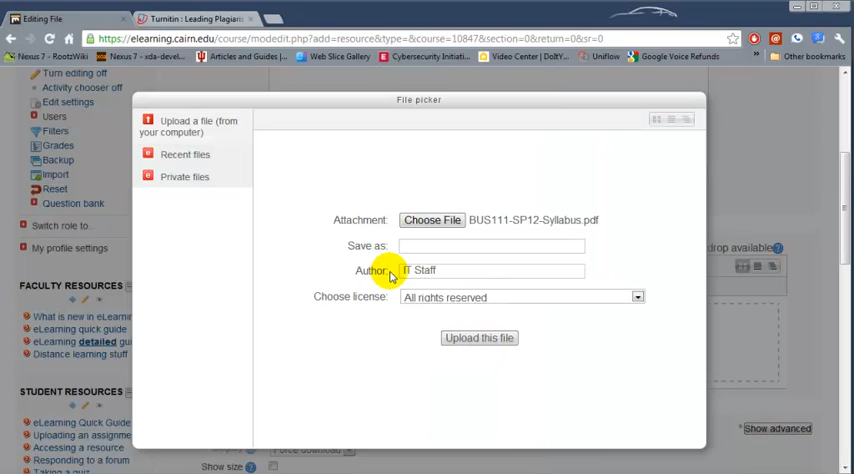 Editing File
Turnitin : Leading Plagiaris
https://elearning.cairn.edu/course/modedit.php?add=resource&type=&course=10847&section=0&return=0&sr=0
Nexus 7 - RootzWiki
Nexus 7 - xda-devel
Articles and Guides |...
Web Slice Gallery
Cybersecurity Initiati...
Video Center | DoItY...
Uniflow
Google Voice Refunds
»
Other bookmarks
Turn editing off
Activity chooser off
Edit settings
Users
Filters
Grades
Backup
Import
Reset
Question bank
Switch role to..
My profile settings
FACULTY RESOURCES
What is new in eLearning
eLearning quick guide
eLearning detailed
Distance learning stuff
STUDENT RESOURCES
eLearning Quick Guide
Uploading an assignme
Accessing a resource
Responding to a forum
Taking a quiz
File picker
Upload a file (from
your computer)
Recent files
Private files
Attachment: Choose File BUS111-SP12-Syllabus.pdf
Save as:
Author: IT Staff
Choose license: All rights reserved
Upload this file
drop available
Show advanced
Force download
Show size